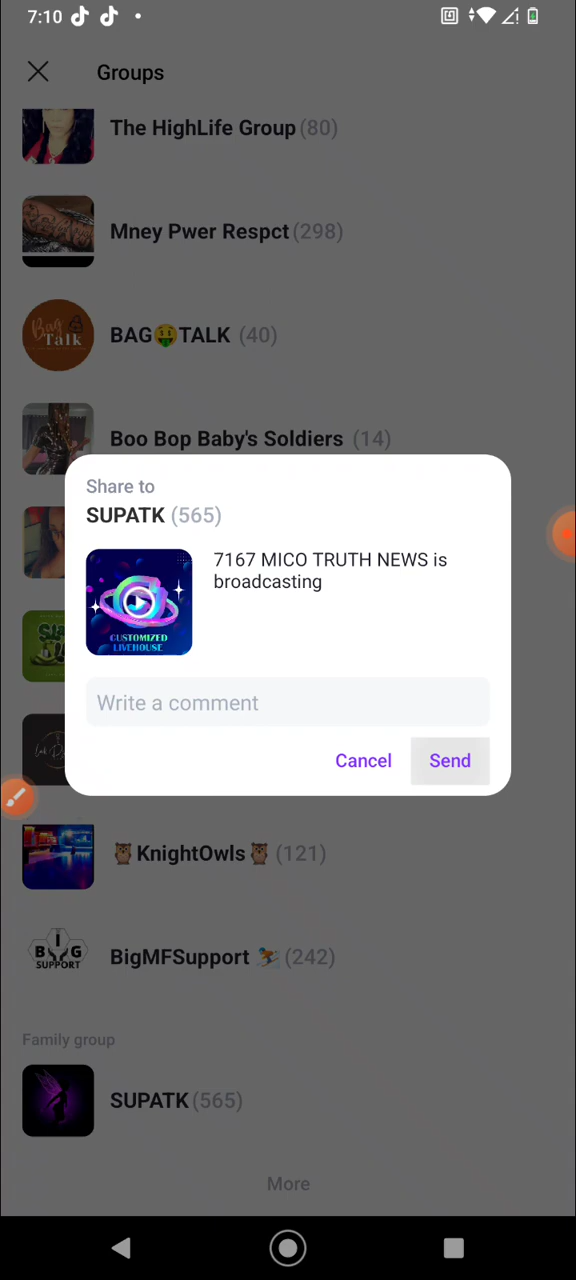 7:10
Groups
The HighLife Group (80)
Mney Pwer Respct (298)
Bag
Talk
BAG🤑TALK (40)
Boo Bop Baby's Soldiers (14)
Share to
SUPATK (565)
7167 MICO TRUTH NEWS is
broadcasting
CUSTOMIZED
LIVEHOUSE
Write a comment
Cancel
Send
🦉KnightOwls🦉 (121)
BIG
SUPPORT
BigMFSupport ⛷️ (242)
Family group
SUPATK (565)
More